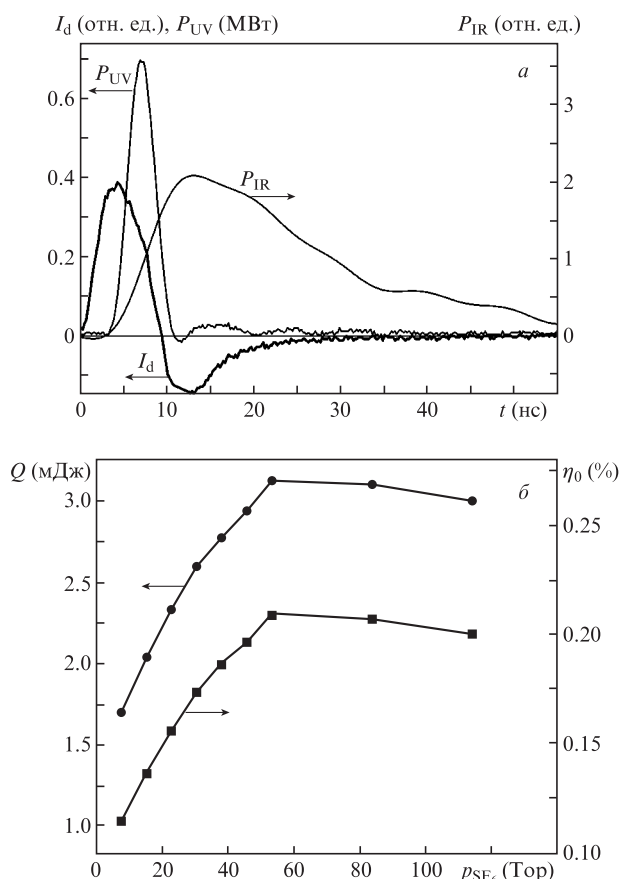 I_d (отн. ед.), P_UV (МВт) P_IR (отн. ед.)
а
P_UV
0.6 3
P_IR
0.4 2
0.2 1
0 0
I_d
0 10 20 30 40 t (нс)
Q (мДж) η_0 (%)
б
3.0
0.25
2.5
2.0 0.20
1.5
0.15
1.0
0.10
0 20 40 60 80 100 p_SF₆ (Тор)